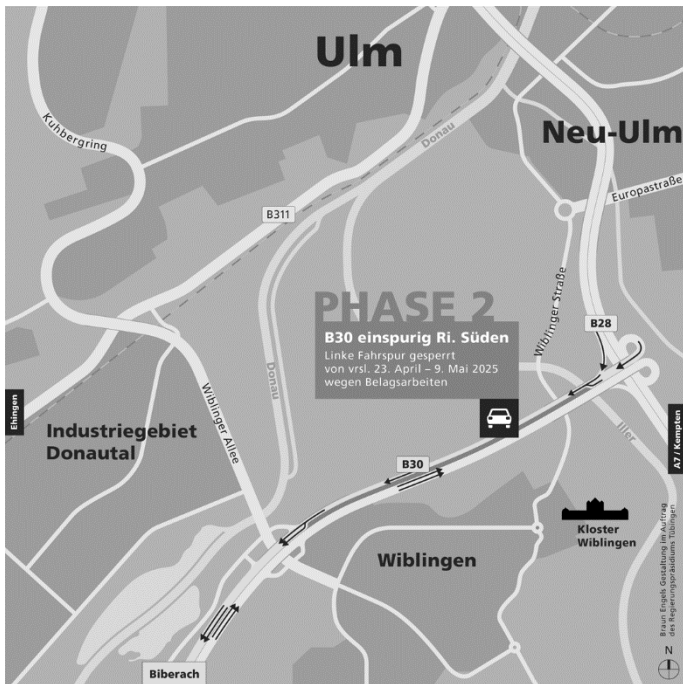 Ulm
Kuhbergring
Donau
Neu-Ulm
Europastraße
B311
PHASE 2
B30 einspurig Ri. Süden
Linke Fahrspur gesperrt
von vrsl. 23. April – 9. Mai 2025
wegen Belagsarbeiten
Wiblinger Straße
B28
Donau
Ehingen
Wiblinger Allee
Industriegebiet
Donautal
Iller
A7 / Kempten
B30
Kloster
Wiblingen
Wiblingen
Braun Engels Gestaltung im Auftrag
des Regierungspräsidiums Tübingen
N
Biberach